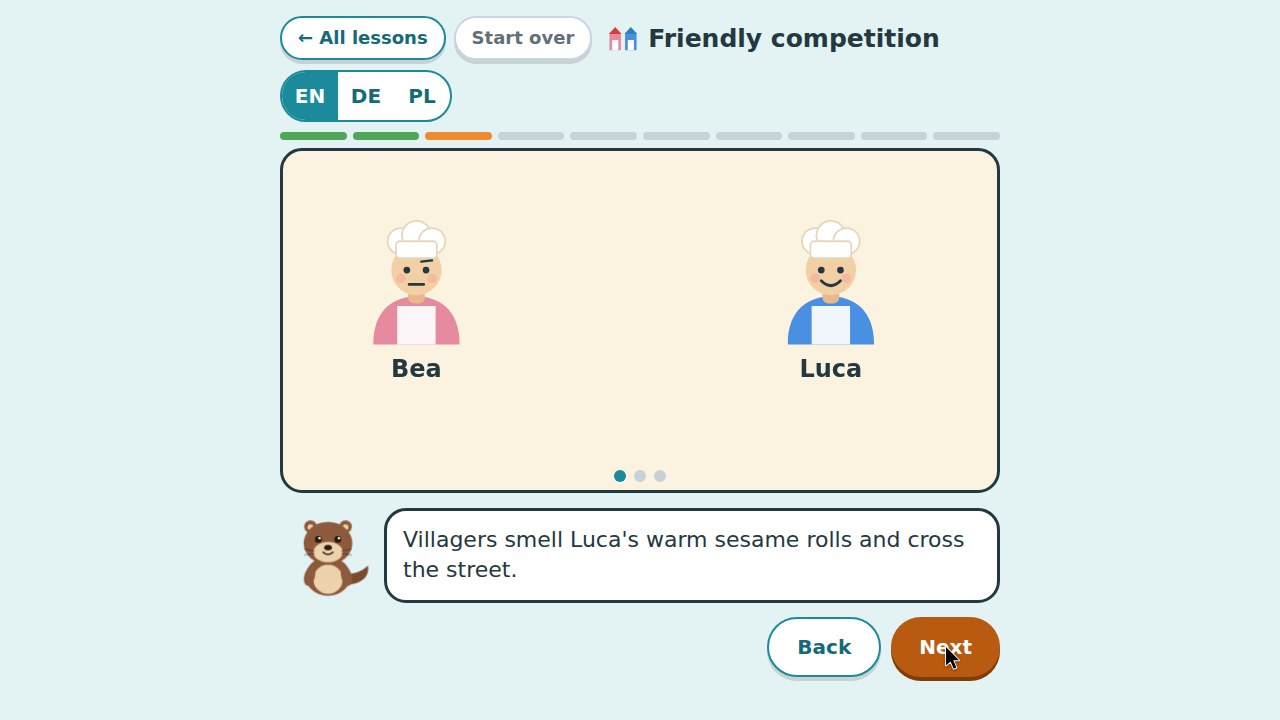 ← All lessons
Start over
Friendly competition
EN DE PL
Bea
Luca
Villagers smell Luca's warm sesame rolls and cross
the street.
Back
Next